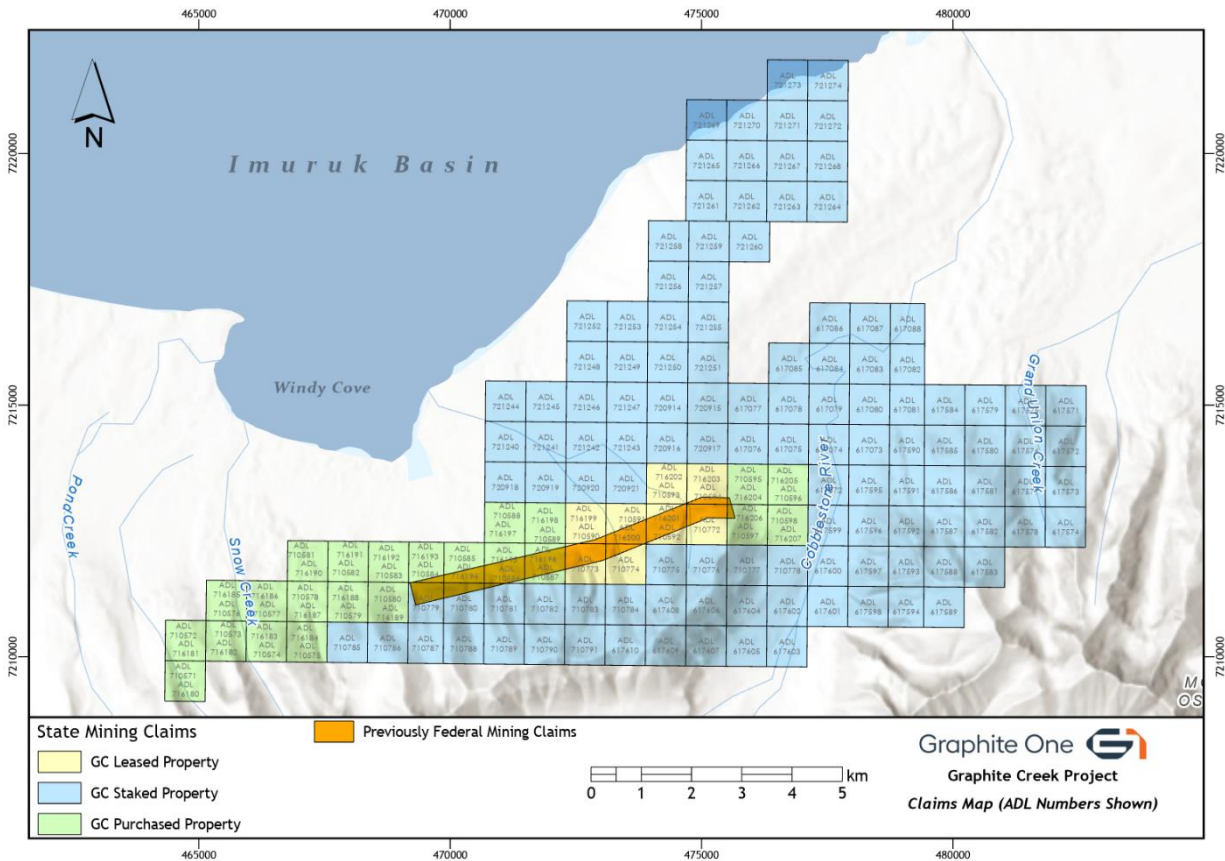 465000 470000 475000 480000
N
Imuruk Basin
Windy Cove
Pona Creek
Snow Creek
Cobblestone River
Grand Union Creek
7220000 7220000
7215000 7215000
7210000 7210000
ADL 721273 ADL 721274
ADL 721269 ADL 721270 ADL 721271 ADL 721272
ADL 721265 ADL 721266 ADL 721267 ADL 721268
ADL 721261 ADL 721262 ADL 721263 ADL 721264
ADL 721258 ADL 721259 ADL 721260
ADL 721256 ADL 721257
ADL 721252 ADL 721253 ADL 721254 ADL 721255 ADL 617086 ADL 617087 ADL 617088
ADL 721248 ADL 721249 ADL 721250 ADL 721251 ADL 617085 ADL 617084 ADL 617083 ADL 617082
ADL 721244 ADL 721245 ADL 721246 ADL 721247 ADL 720914 ADL 720915 ADL 617077 ADL 617078 ADL 617079 ADL 617080 ADL 617081 ADL 617584 ADL 617579 ADL 617571
ADL 721240 ADL 721241 ADL 721242 ADL 721243 ADL 720916 ADL 720917 ADL 617076 ADL 617075 ADL 617073 ADL 617590 ADL 617585 ADL 617580 ADL 617572
ADL 720918 ADL 720919 ADL 720920 ADL 720921 ADL 716202 ADL 710593 ADL 716203 ADL 710595 ADL 716204 ADL 716205 ADL 710596 ADL 617595 ADL 617591 ADL 617586 ADL 617581 ADL 617573
ADL 710588 ADL 716197 ADL 716198 ADL 710589 ADL 716199 ADL 710590 ADL 710592 ADL 710772 ADL 716206 ADL 710597 ADL 710598 ADL 716207 ADL 617596 ADL 617592 ADL 617587 ADL 617582 ADL 617578 ADL 617574
ADL 710581 ADL 716190 ADL 716191 ADL 710582 ADL 716192 ADL 710583 ADL 716193 ADL 710585 ADL 710773 ADL 710774 ADL 710775 ADL 710776 ADL 710777 ADL 710778 ADL 617600 ADL 617597 ADL 617593 ADL 617588 ADL 617583
ADL 716185 ADL 710576 ADL 716186 ADL 710577 ADL 710578 ADL 716187 ADL 716188 ADL 710579 ADL 710580 ADL 716189 ADL 710779 ADL 710780 ADL 710781 ADL 710782 ADL 710783 ADL 710784 ADL 617608 ADL 617606 ADL 617604 ADL 617602 ADL 617601 ADL 617598 ADL 617594 ADL 617589
ADL 710572 ADL 716181 ADL 710573 ADL 716182 ADL 716183 ADL 710574 ADL 716184 ADL 710575 ADL 710785 ADL 710786 ADL 710787 ADL 710788 ADL 710789 ADL 710790 ADL 710791 ADL 617610 ADL 617609 ADL 617607 ADL 617605 ADL 617603
ADL 710571 ADL 716180
State Mining Claims
GC Leased Property
GC Staked Property
GC Purchased Property
Previously Federal Mining Claims
0 1 2 3 4 5 km
Graphite One
Graphite Creek Project
Claims Map (ADL Numbers Shown)
465000 470000 475000 480000